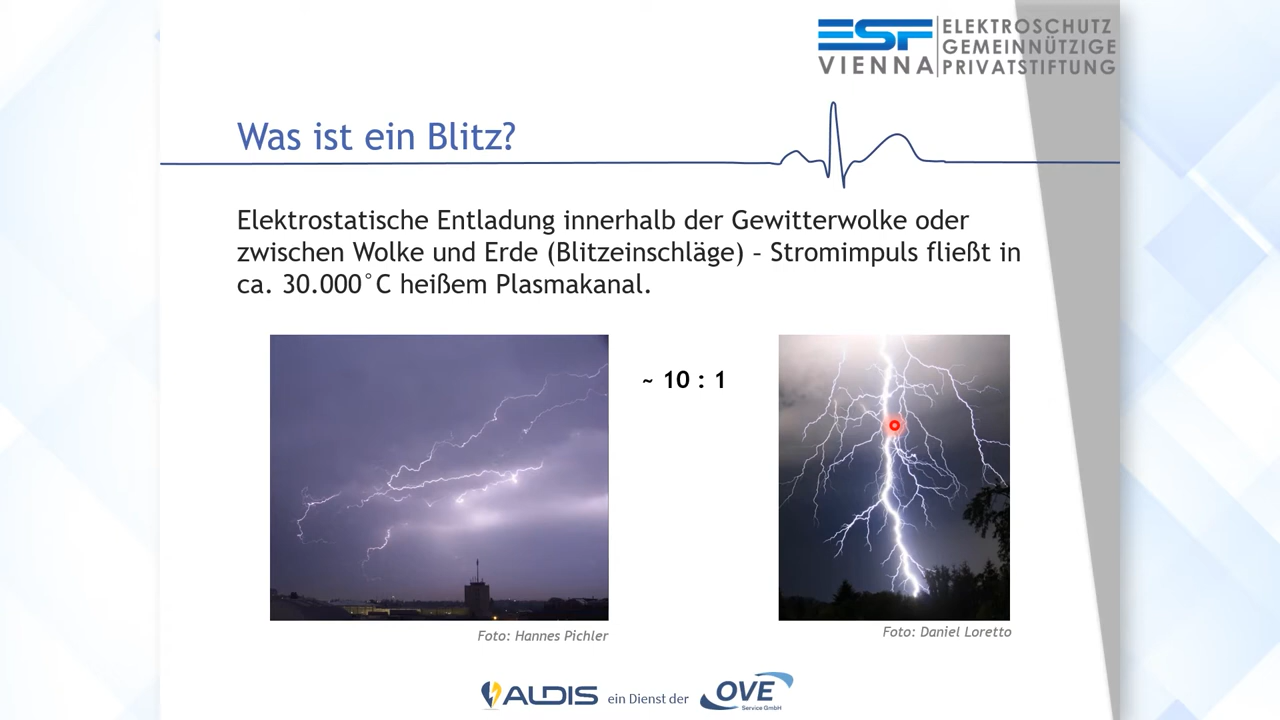 ESF
VIENNA
ELEKTROSCHUTZ
GEMEINNÜTZIGE
PRIVATSTIFTUNG
Was ist ein Blitz?
Elektrostatische Entladung innerhalb der Gewitterwolke oder
zwischen Wolke und Erde (Blitzeinschläge) – Stromimpuls fließt in
ca. 30.000°C heißem Plasmakanal.
~ 10 : 1
Foto: Hannes Pichler
Foto: Daniel Loretto
ALDIS ein Dienst der OVE
Service GmbH